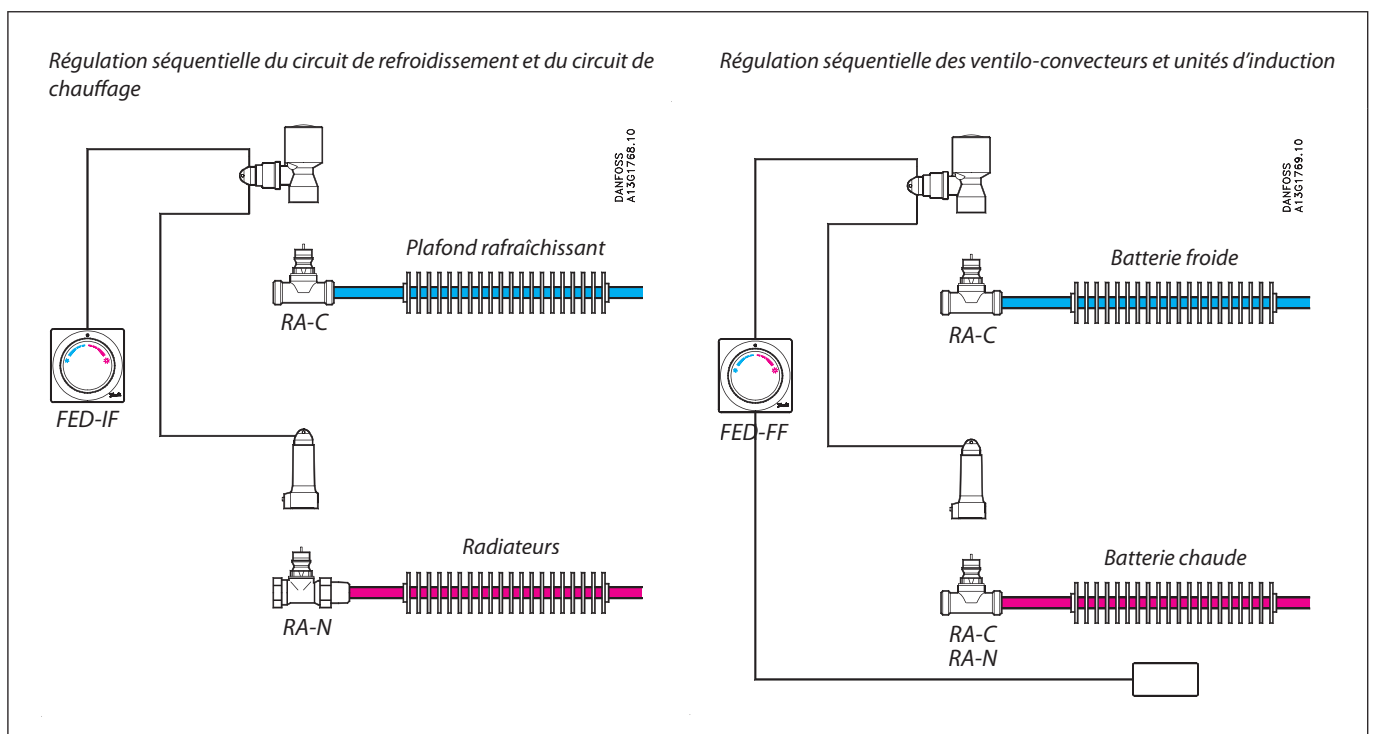 Régulation séquentielle du circuit de refroidissement et du circuit de
chauffage
DANFOSS
A13G1768.10
Plafond rafraîchissant
RA-C
FED-IF
Radiateurs
RA-N
Régulation séquentielle des ventilo-convecteurs et unités d'induction
DANFOSS
A13G1769.10
Batterie froide
RA-C
FED-FF
Batterie chaude
RA-C
RA-N